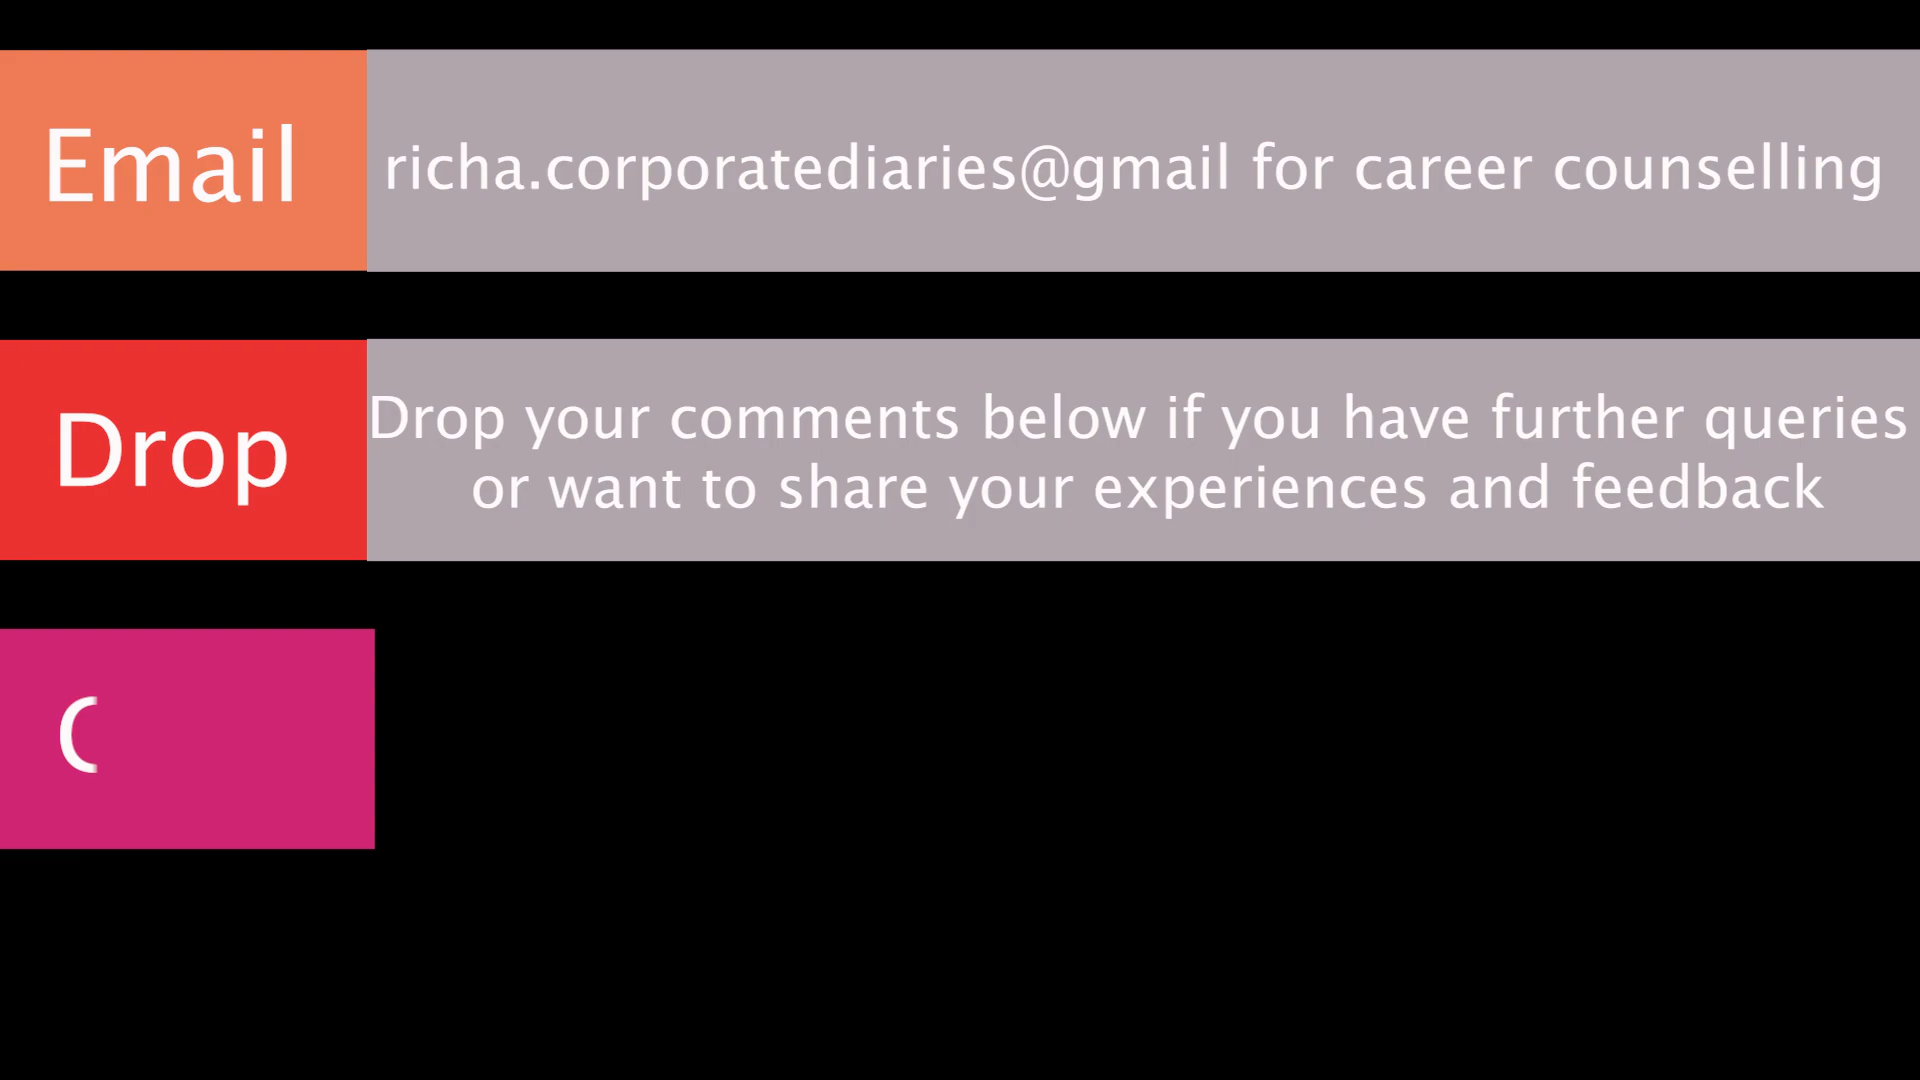 Email
richa.corporatediaries@gmail for career counselling
Drop
Drop your comments below if you have further queries
or want to share your experiences and feedback